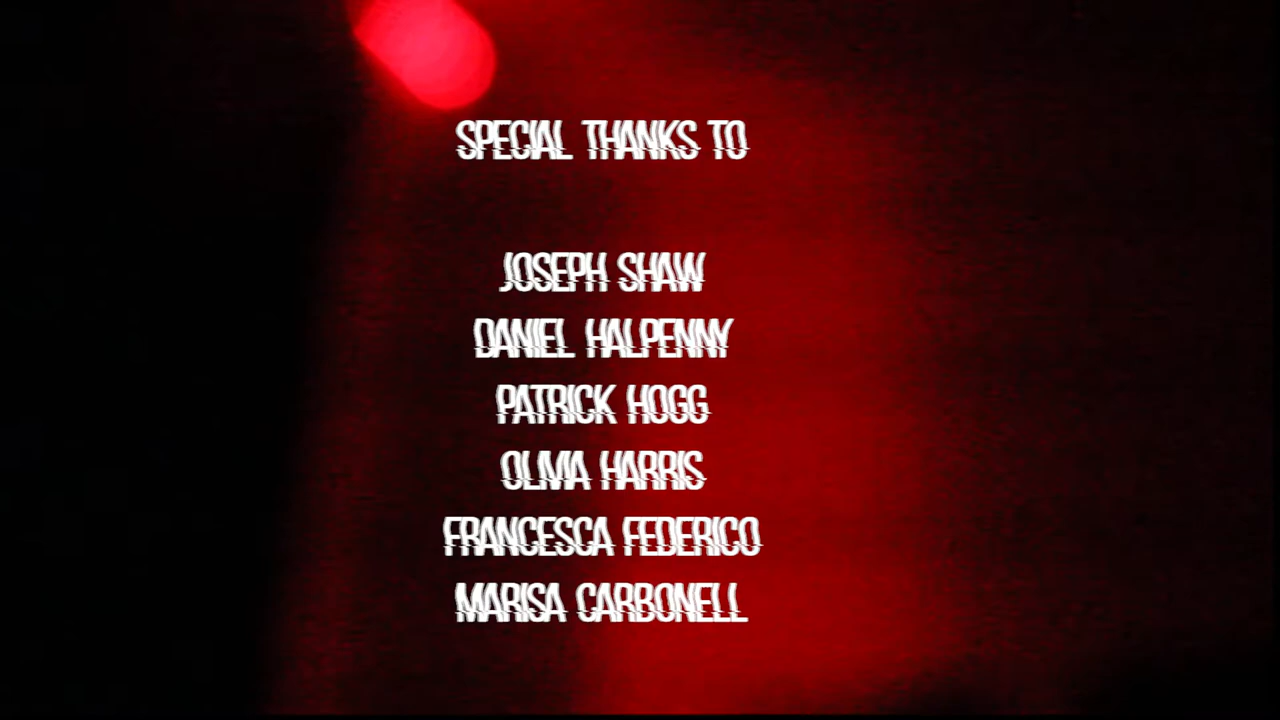 SPECIAL THANKS TO
JOSEPH SHAW
DANIEL HALPENNY
PATRICK HOGG
OLIVIA HARRIS
FRANCESCA FEDERICO
MARISA CARBONELL